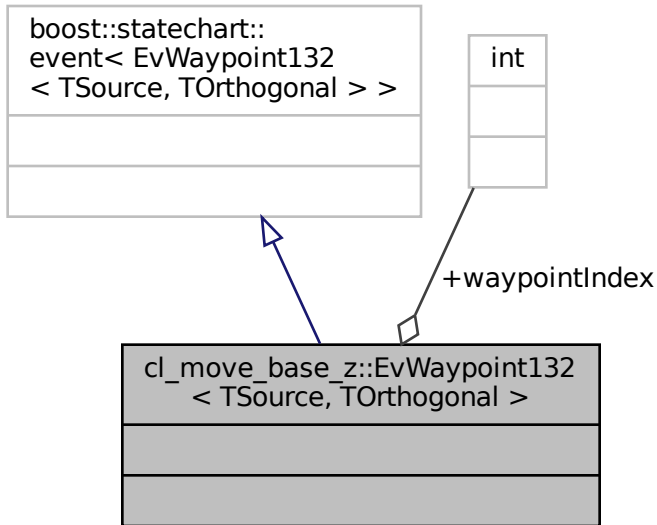 boost::statechart::
event< EvWaypoint132
< TSource, TOrthogonal > >
int
+waypointIndex
cl_move_base_z::EvWaypoint132
< TSource, TOrthogonal >